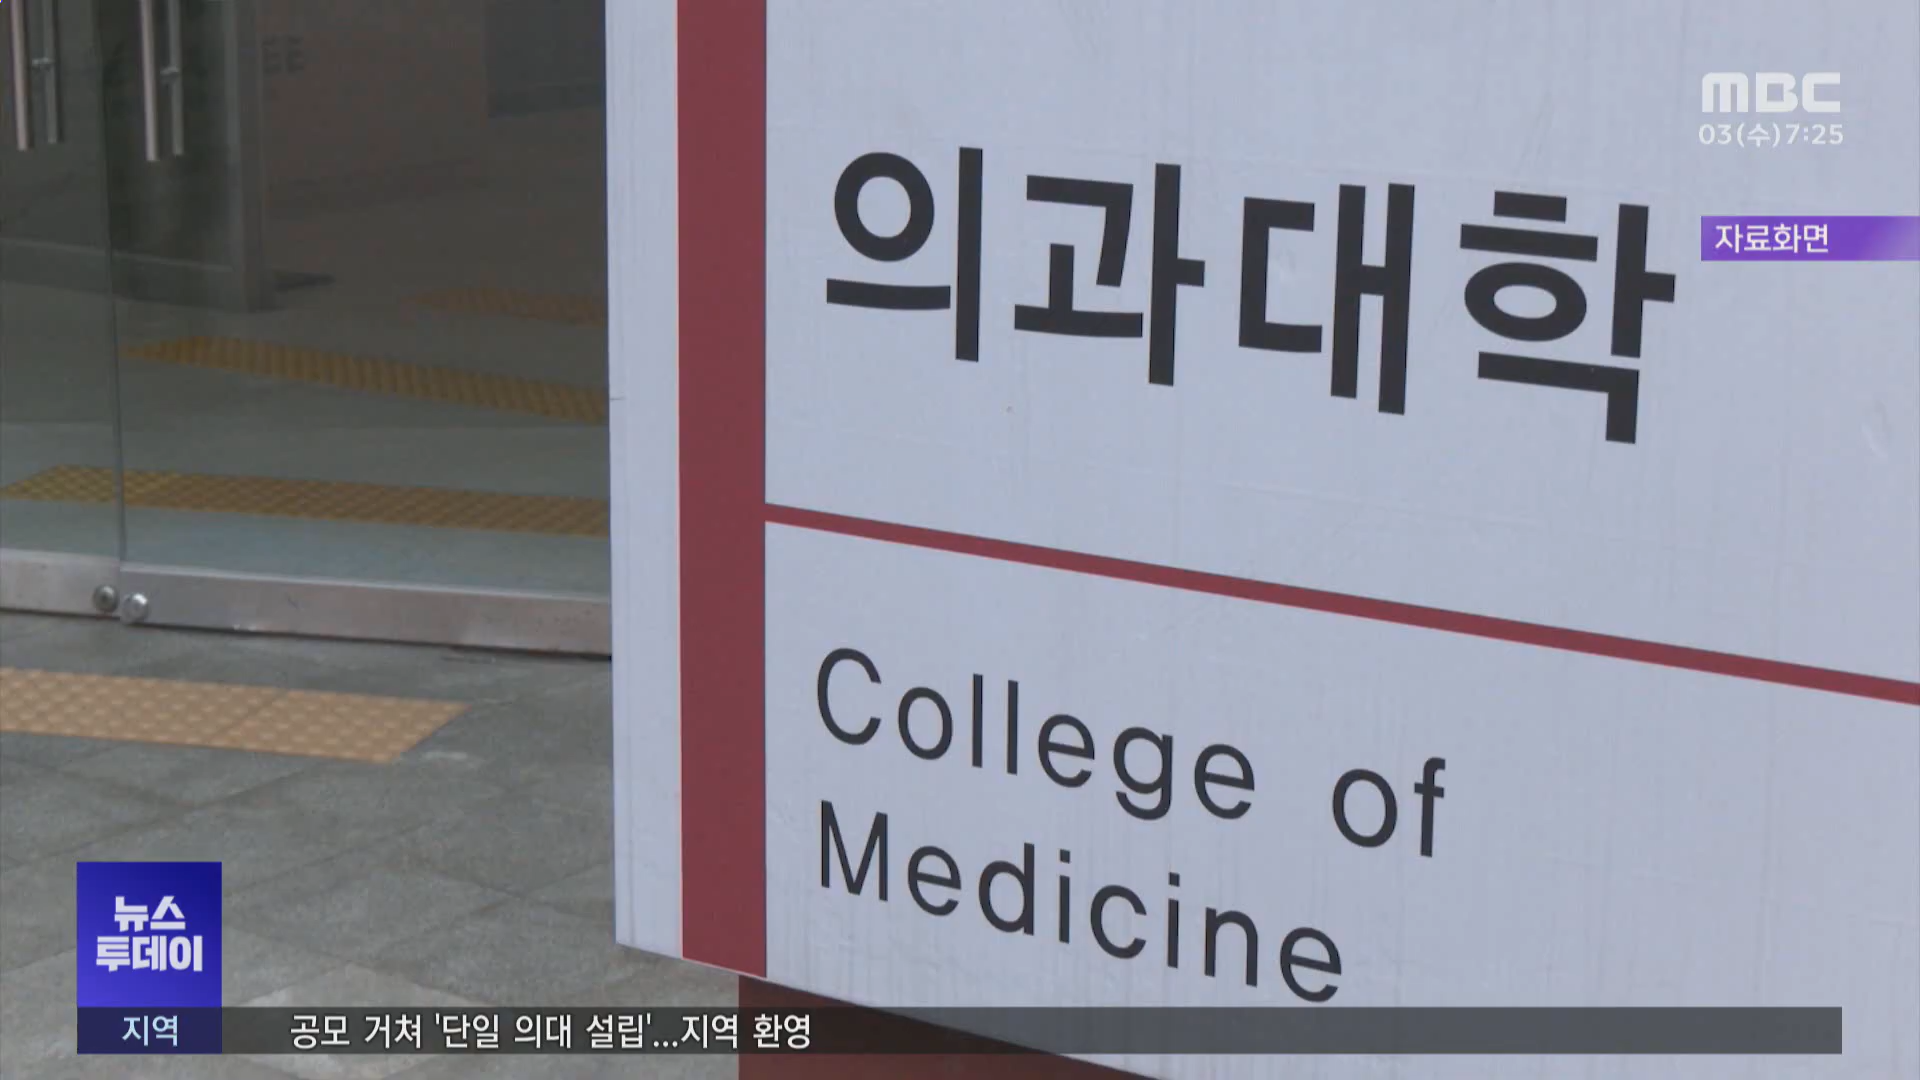 MBC
03(수)7:25
자료화면
의과대학
College of
Medicine
뉴스
투데이
지역
공모 거쳐 '단일 의대 설립'...지역 환영